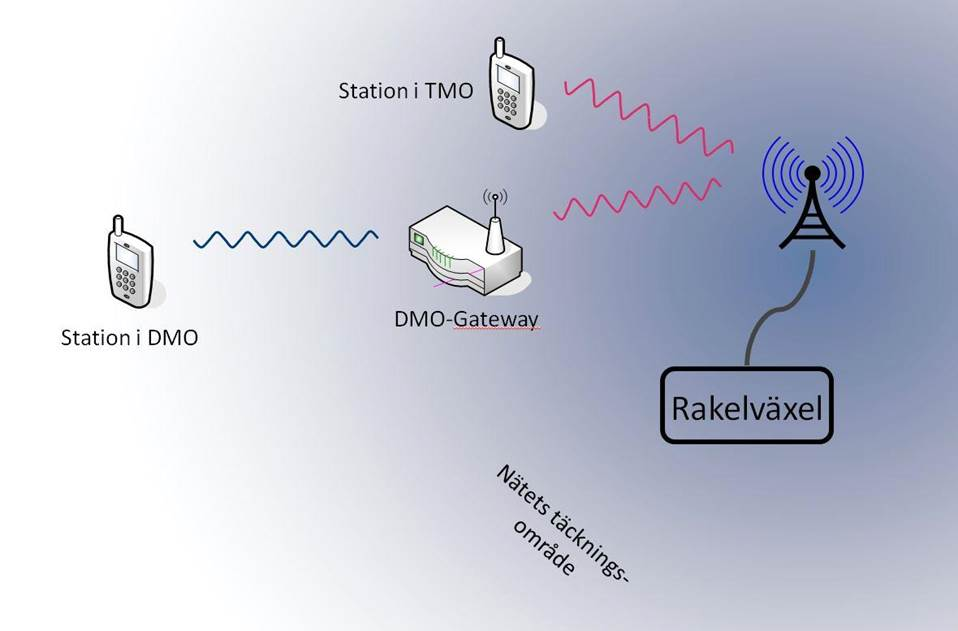 Station i TMO
Station i DMO
DMO-Gateway
Rakelväxel
Nätets täcknings-
område